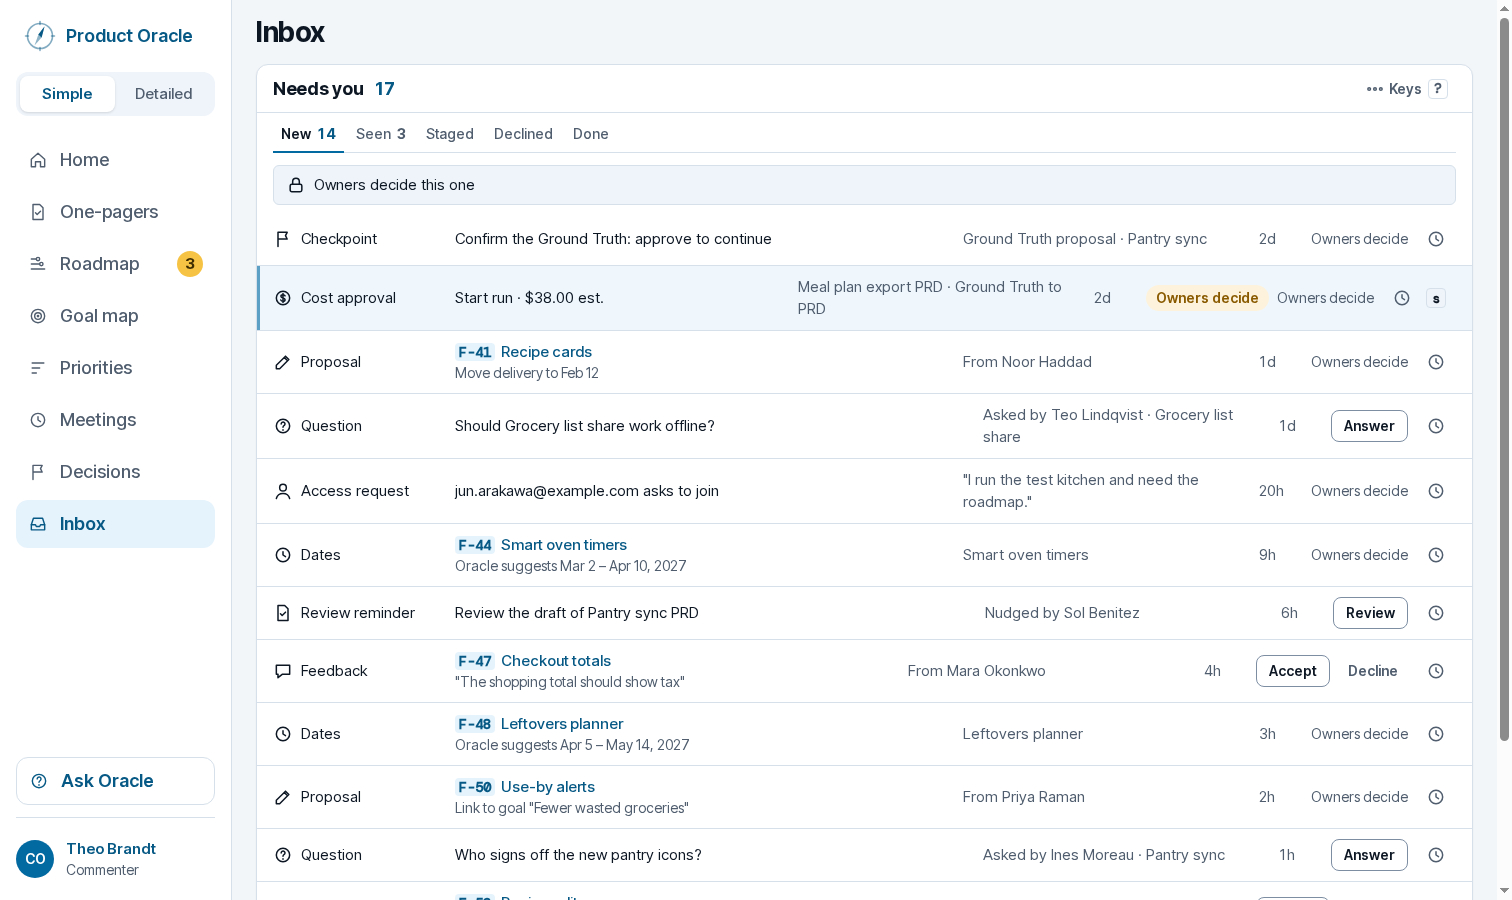 Product Oracle
Simple
Detailed
Home
One-pagers
Roadmap
3
Goal map
Priorities
Meetings
Decisions
Inbox
Ask Oracle
CO
Theo Brandt
Commenter
Inbox
Needs you 17
Keys ?
New 14
Seen 3
Staged
Declined
Done
Owners decide this one
Checkpoint
Confirm the Ground Truth: approve to continue
Ground Truth proposal · Pantry sync
2d
Owners decide
Cost approval
Start run · $38.00 est.
Meal plan export PRD · Ground Truth to
PRD
2d
Owners decide
Owners decide
s
Proposal
F-41 Recipe cards
Move delivery to Feb 12
From Noor Haddad
1d
Owners decide
Question
Should Grocery list share work offline?
Asked by Teo Lindqvist · Grocery list
share
1d
Answer
Access request
jun.arakawa@example.com asks to join
"I run the test kitchen and need the
roadmap."
20h
Owners decide
Dates
F-44 Smart oven timers
Oracle suggests Mar 2 – Apr 10, 2027
Smart oven timers
9h
Owners decide
Review reminder
Review the draft of Pantry sync PRD
Nudged by Sol Benitez
6h
Review
Feedback
F-47 Checkout totals
"The shopping total should show tax"
From Mara Okonkwo
4h
Accept
Decline
Dates
F-48 Leftovers planner
Oracle suggests Apr 5 – May 14, 2027
Leftovers planner
3h
Owners decide
Proposal
F-50 Use-by alerts
Link to goal "Fewer wasted groceries"
From Priya Raman
2h
Owners decide
Question
Who signs off the new pantry icons?
Asked by Ines Moreau · Pantry sync
1h
Answer